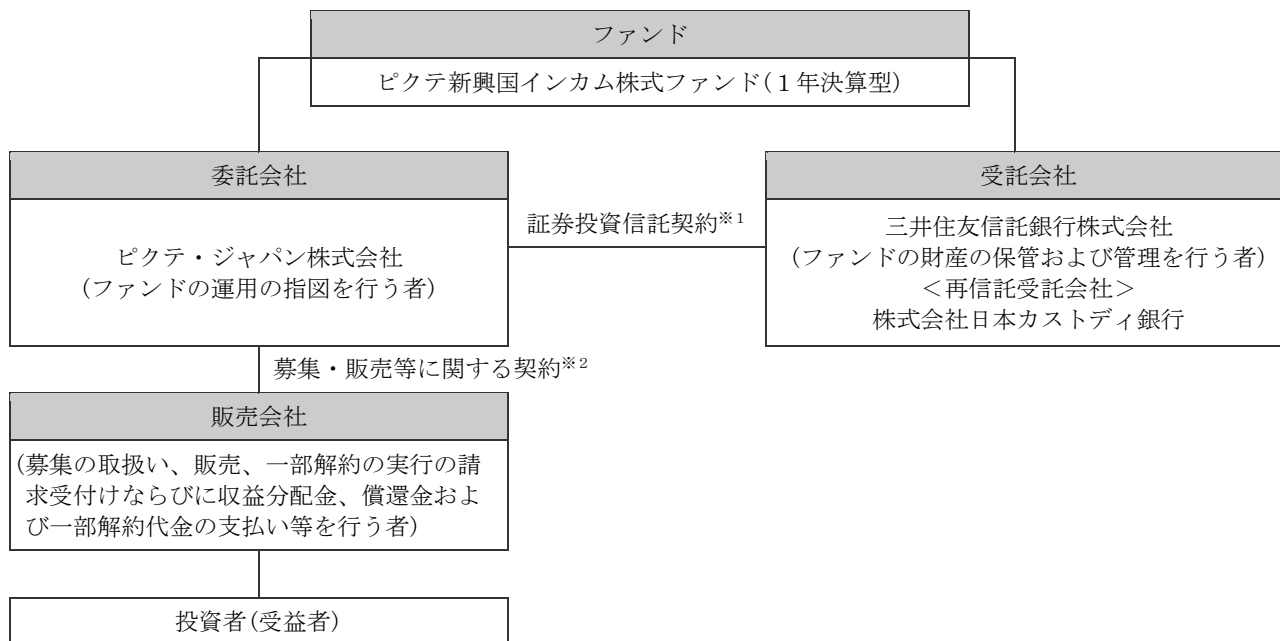 ファンド
ピクテ新興国インカム株式ファンド(1年決算型)
委託会社
ピクテ・ジャパン株式会社
(ファンドの運用の指図を行う者)
証券投資信託契約※1
受託会社
三井住友信託銀行株式会社
(ファンドの財産の保管および管理を行う者)
<再信託受託会社>
株式会社日本カストディ銀行
募集・販売等に関する契約※2
販売会社
(募集の取扱い、販売、一部解約の実行の請
求受付けならびに収益分配金、償還金およ
び一部解約代金の支払い等を行う者)
投資者(受益者)